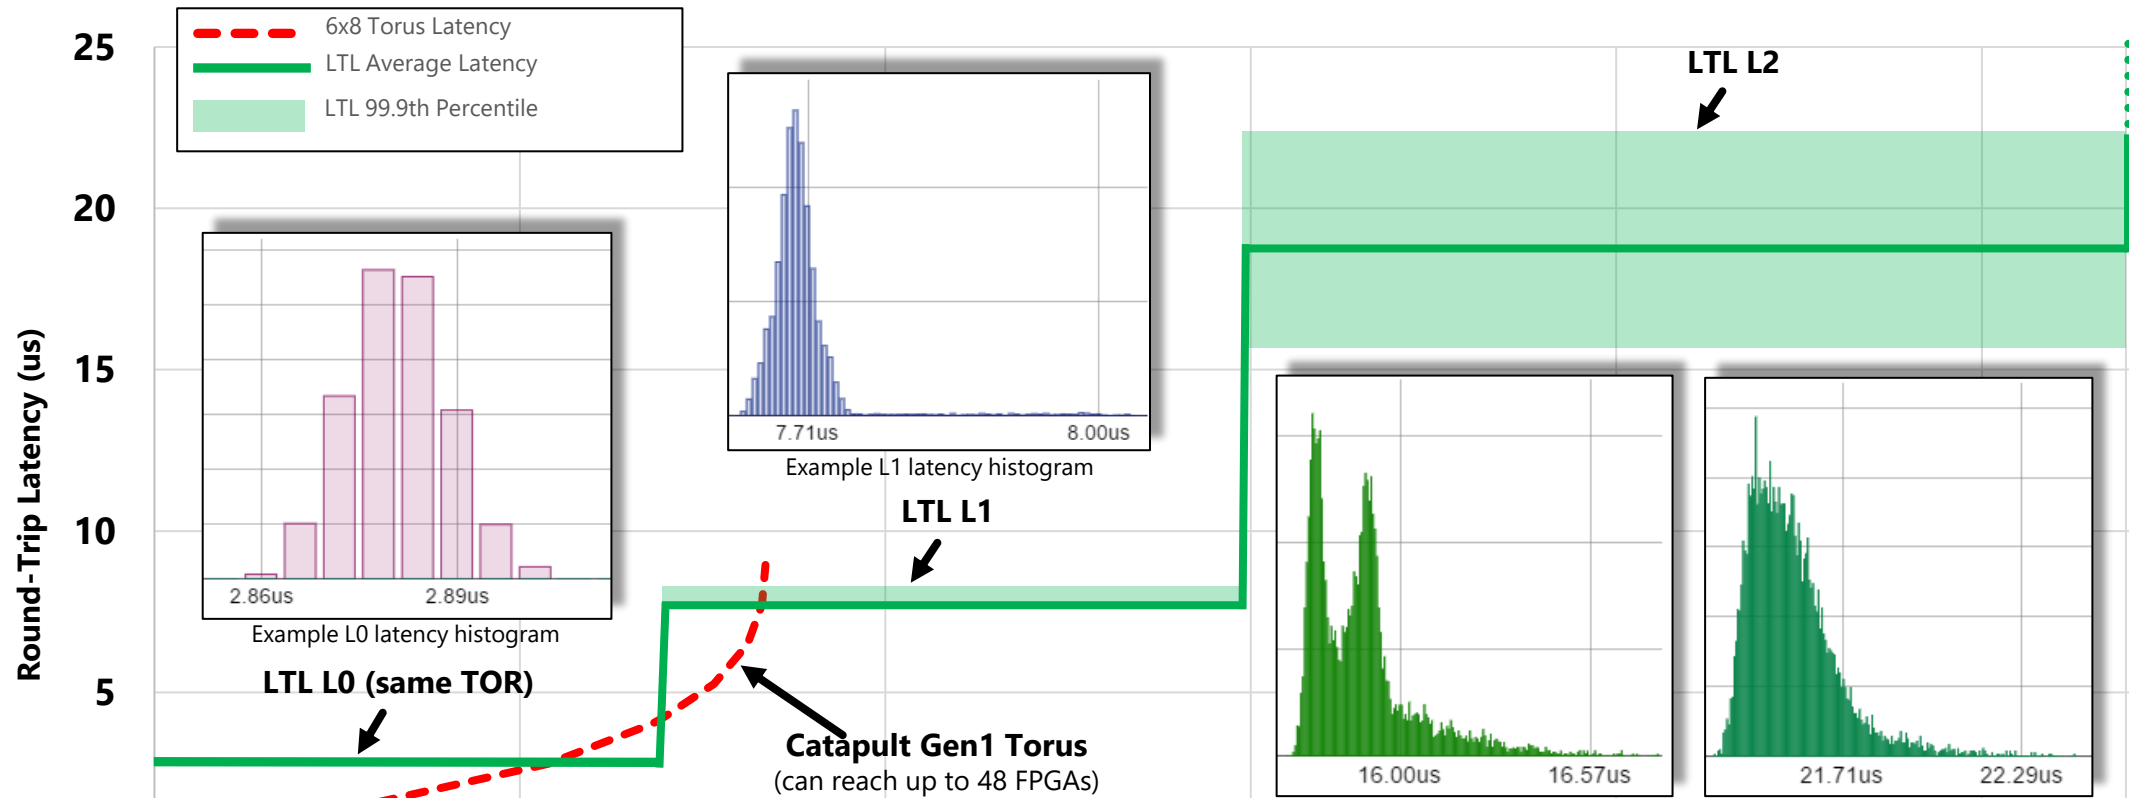 6x8 Torus Latency
LTL Average Latency
LTL 99.9th Percentile
25
20
15
10
5
Round-Trip Latency (us)
LTL L2
2.86us 2.89us
Example L0 latency histogram
LTL L0 (same TOR)
7.71us 8.00us
Example L1 latency histogram
LTL L1
Catapult Gen1 Torus
(can reach up to 48 FPGAs)
16.00us 16.57us
21.71us 22.29us